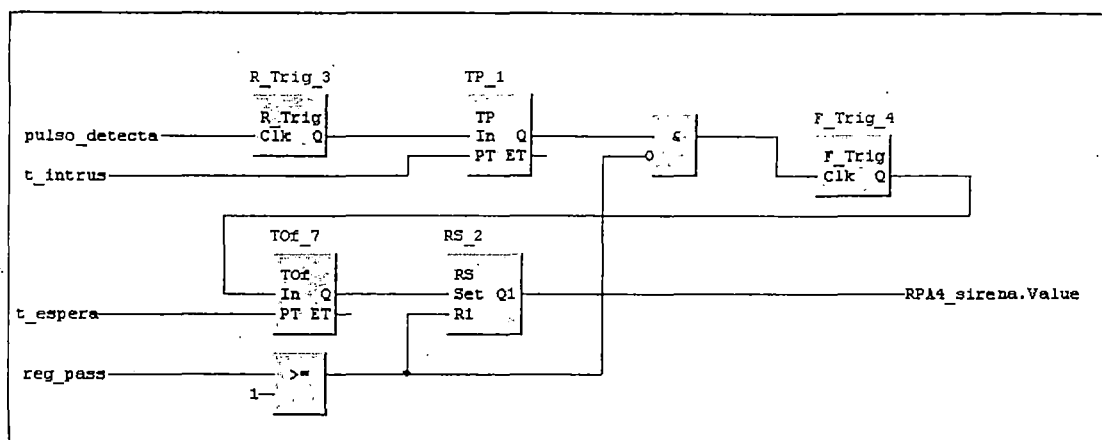 R_Trig_3
TP_1
F_Trig_4
R_Trig
Clk Q
TP
In Q
PT ET
&
F_Trig
Clk Q
pulso_detecta
t_intrus
TOf_7
RS_2
TOf
In Q
PT ET
RS
Set Q1
R1
RPA4_sirena.Value
t_espera
reg_pass
>=
1